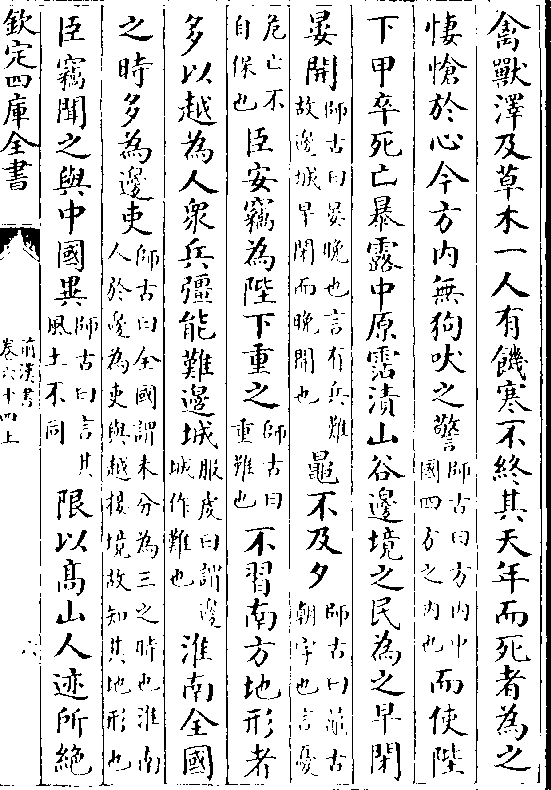 禽獸澤及草木一人有饑寒不終其天年而死者為之
悽愴於心今方内無狗吠之警師古曰方内中國四方之内也而使陛
下甲卒死亡暴露中原霑漬山谷邊境之民為之早閉
晏開師古曰晏晚也言有兵難故邊城早閉而晚開也鼂不及夕師古曰鼂古朝字也言憂
危亡不自保也臣安竊為陛下重之師古曰重難也不習南方地形者
多以越為人衆兵彊能難邊城服虔曰謂邊城作難也淮南全國
之時多為邊吏師古曰全國謂未分為三之時也淮南人於邊為吏與越接境故知其地形也
臣竊聞之與中國異師古曰言其風土不同限以髙山人迹所絶
欽定四庫全書
前漢書
卷六十四上
八